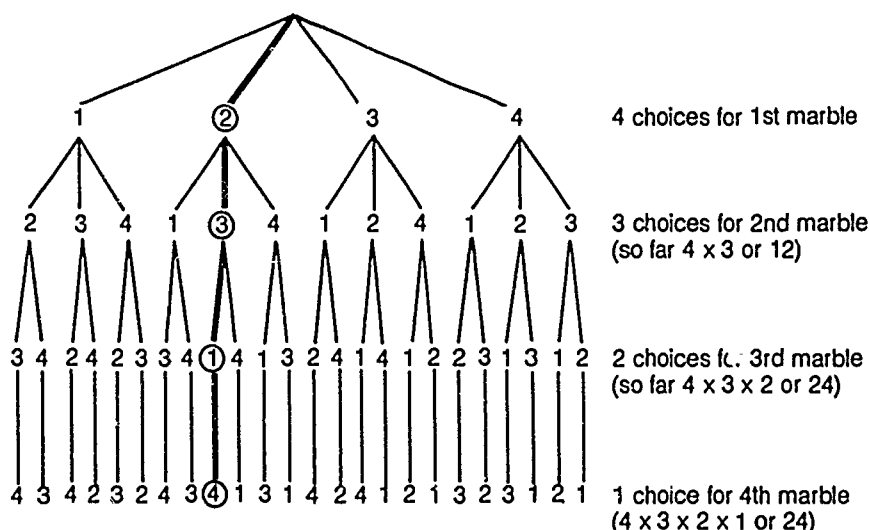 1 2 3 4 4 choices for 1st marble
2 3 4 1 3 4 1 2 4 1 2 3 3 choices for 2nd marble
(so far 4 x 3 or 12)
3 4 2 4 2 3 3 4 1 4 1 3 2 4 1 4 1 2 2 3 1 3 1 2 2 choices 3rd marble
(so far 4 x 3 x 2 or 24)
4 3 4 2 3 2 4 3 4 1 3 1 4 2 4 1 2 1 3 2 3 1 2 1 1 choice for 4th marble
(4 x 3 x 2 x 1 or 24)